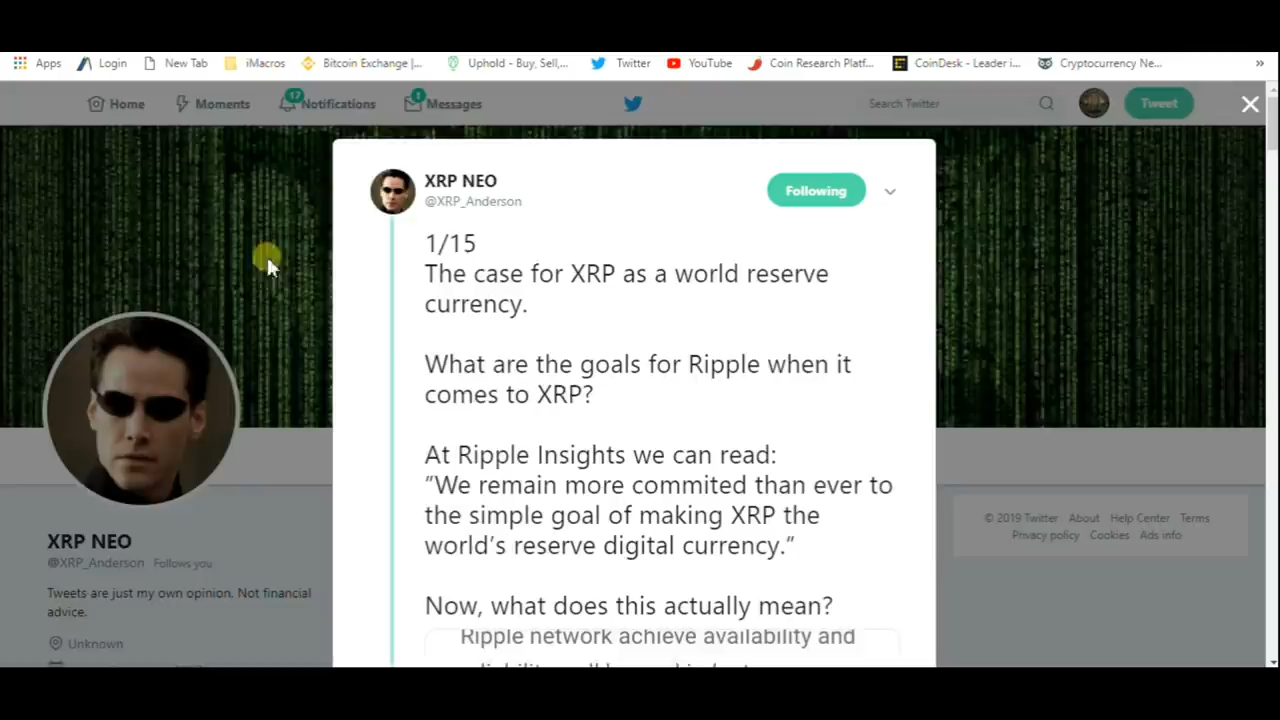 Apps Login New Tab iMacros Bitcoin Exchange |... Uphold - Buy, Sell,... Twitter YouTube Coin Research Platf... CoinDesk - Leader i... Cryptocurrency Ne... »
Home Moments 17 Notifications 1 Messages Search Twitter Tweet
XRP NEO
@XRP_Anderson
Following
1/15
The case for XRP as a world reserve
currency.
What are the goals for Ripple when it
comes to XRP?
At Ripple Insights we can read:
”We remain more commited than ever to
the simple goal of making XRP the
world’s reserve digital currency.”
Now, what does this actually mean?
Ripple network achieve availability and
XRP NEO
@XRP_Anderson Follows you
Tweets are just my own opinion. Not financial
advice.
Unknown
© 2019 Twitter About Help Center Terms
Privacy policy Cookies Ads info